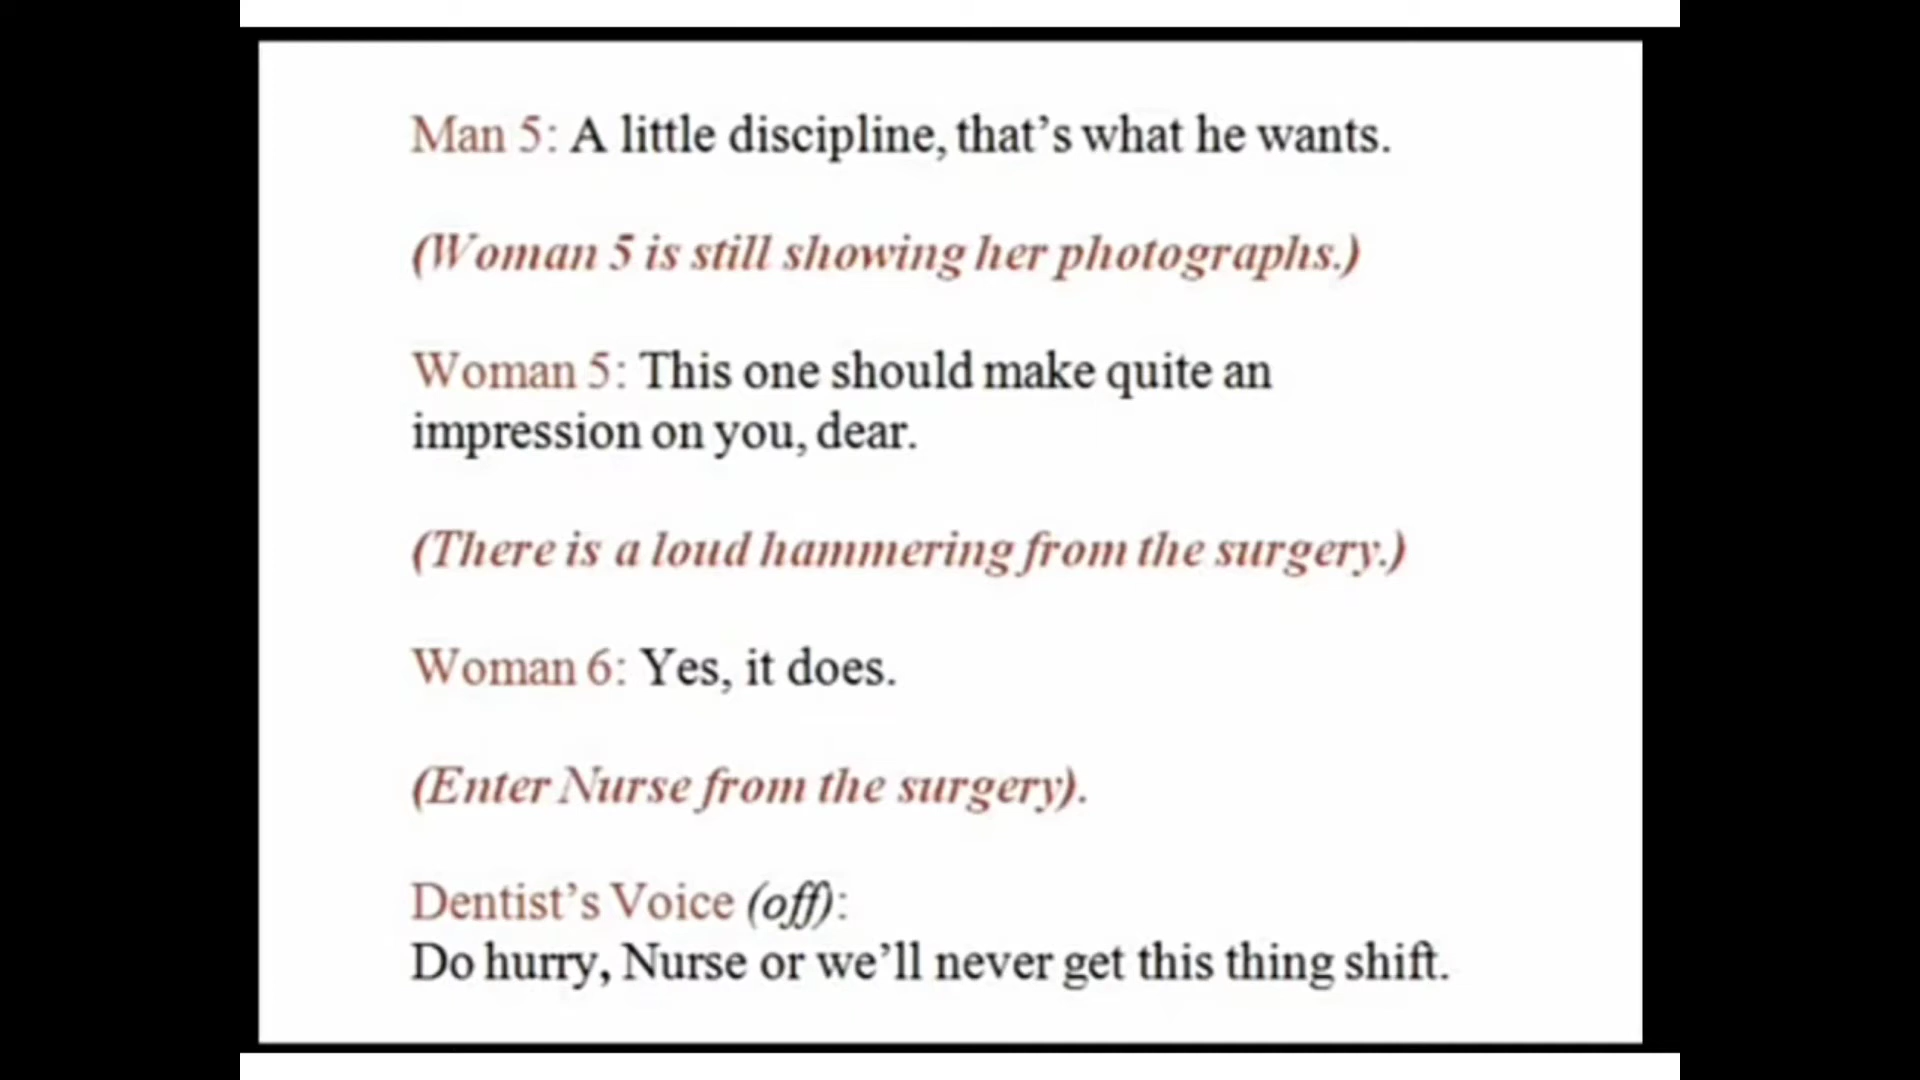 Man 5: A little discipline, that’s what he wants.
(Woman 5 is still showing her photographs.)
Woman 5: This one should make quite an
impression on you, dear.
(There is a loud hammering from the surgery.)
Woman 6: Yes, it does.
(Enter Nurse from the surgery).
Dentist’s Voice (off):
Do hurry, Nurse or we’ll never get this thing shift.